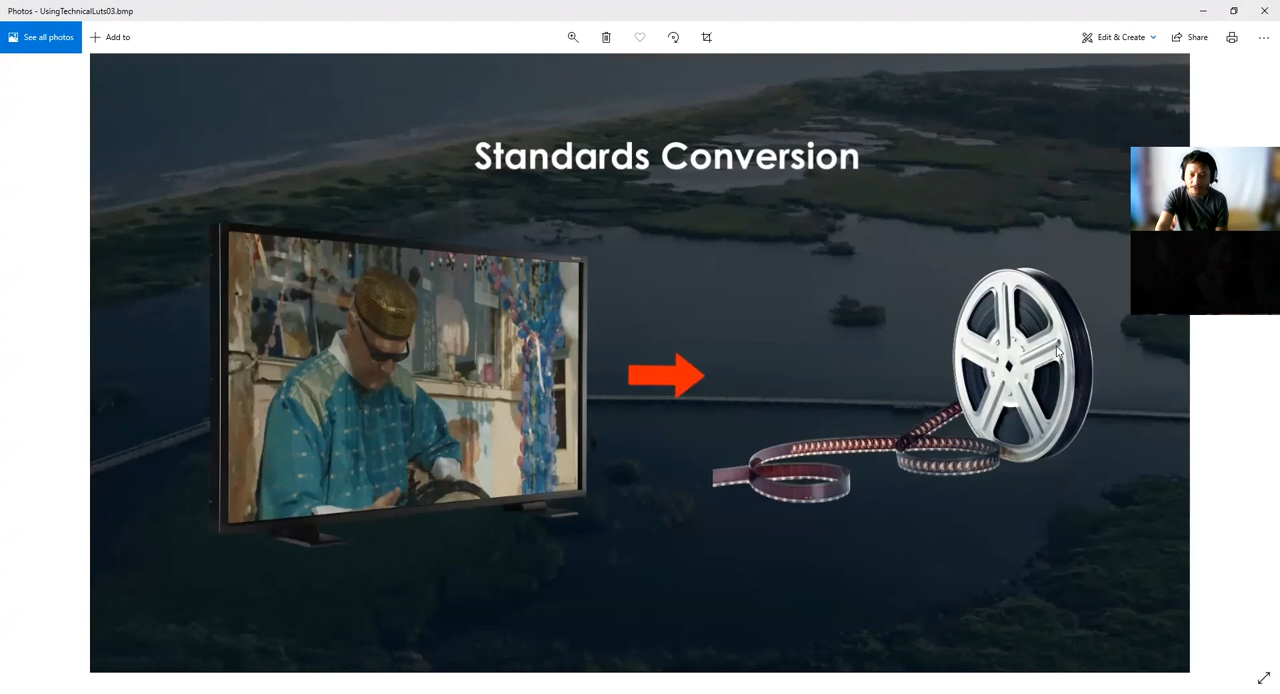 Photos - UsingTechnicalLuts03.bmp
See all photos
Add to
Edit & Create
Share
Standards Conversion